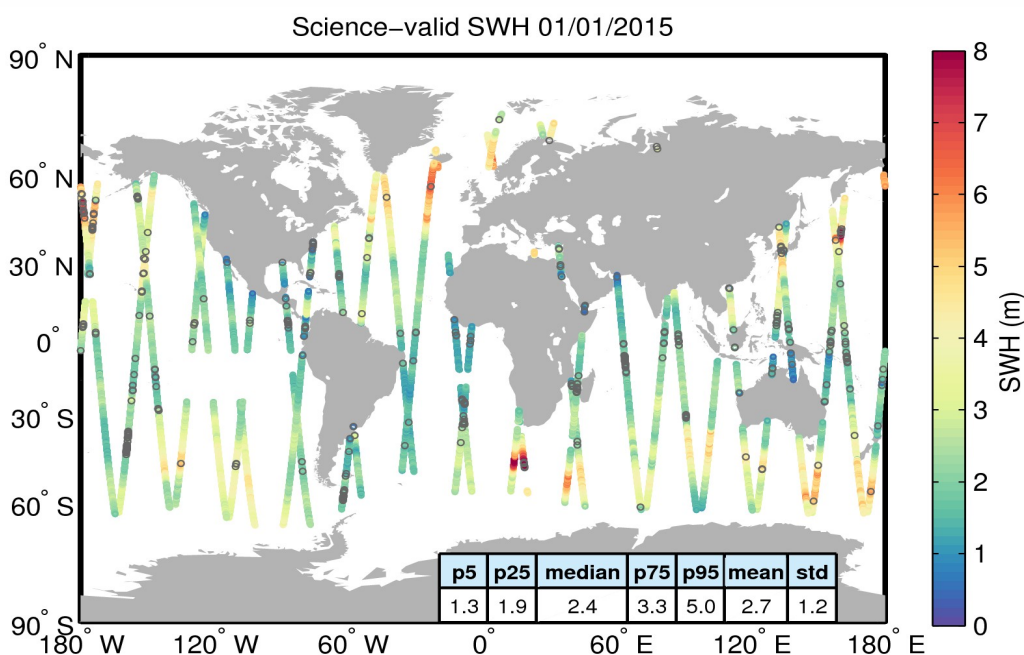 Science−valid SWH 01/01/2015
90° N
60° N
30° N
0°
30° S
60° S
90° S
180° W
120° W
60° W
0°
60° E
120° E
180° E
p5 p25 median p75 p95 mean std
1.3 1.9 2.4 3.3 5.0 2.7 1.2
8
7
6
5
4
3
2
1
0
SWH (m)